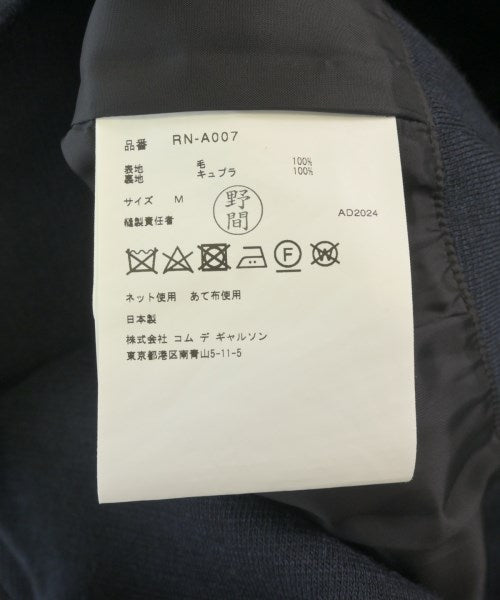 品番 RN-A007
表地 毛 100%
裏地 キュプラ 100%
サイズ M
縫製責任者
野間
AD2024
F W
ネット使用 あて布使用
日本製
株式会社 コム デ ギャルソン
東京都港区南青山5-11-5